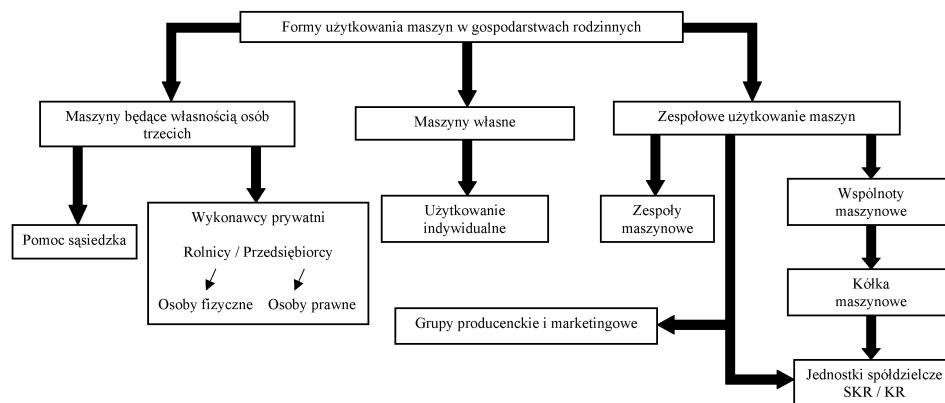 Formy użytkowania maszyn w gospodarstwach rodzinnych
Maszyny będące własnością osób
trzecich
Maszyny własne
Zespołowe użytkowanie maszyn
Pomoc sąsiedzka
Wykonawcy prywatni
Rolnicy / Przedsiębiorcy
Osoby fizyczne
Osoby prawne
Użytkowanie
indywidualne
Zespoły
maszynowe
Wspólnoty
maszynowe
Kółka
maszynowe
Grupy producenckie i marketingowe
Jednostki spółdzielcze
SKR / KR